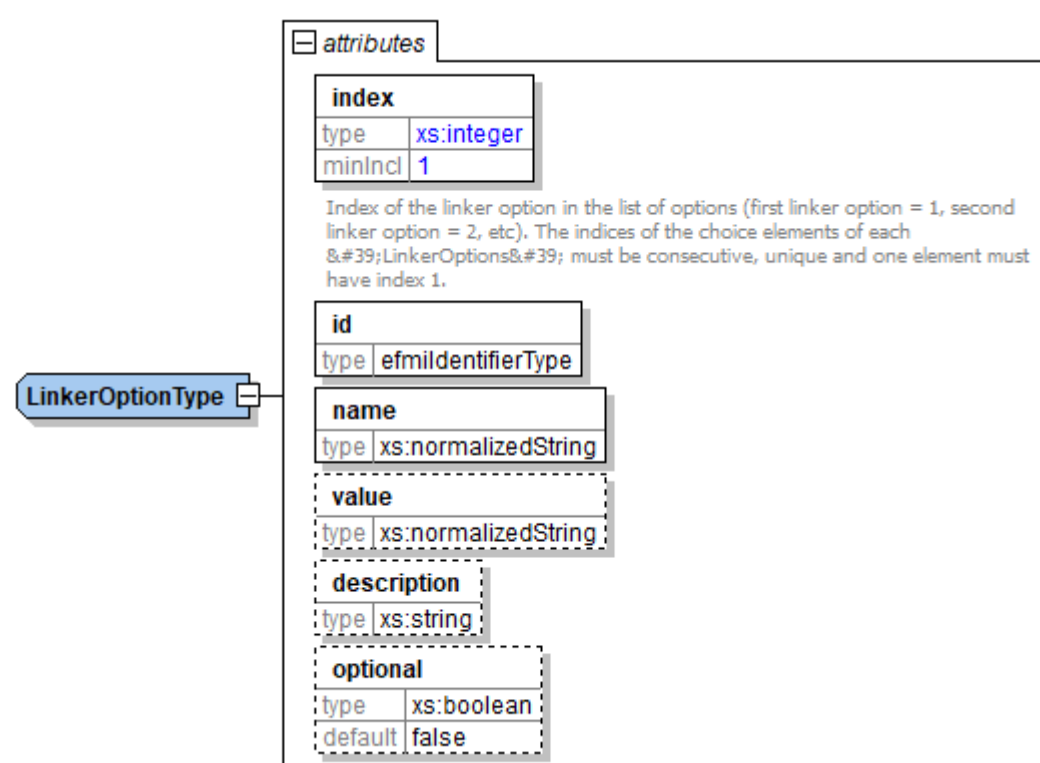 attributes
index
type xs:integer
minIncl 1
Index of the linker option in the list of options (first linker option = 1, second
linker option = 2, etc). The indices of the choice elements of each
&#39;LinkerOptions&#39; must be consecutive, unique and one element must
have index 1.
id
type efmiIdentifierType
LinkerOptionType
name
type xs:normalizedString
value
type xs:normalizedString
description
type xs:string
optional
type xs:boolean
default false